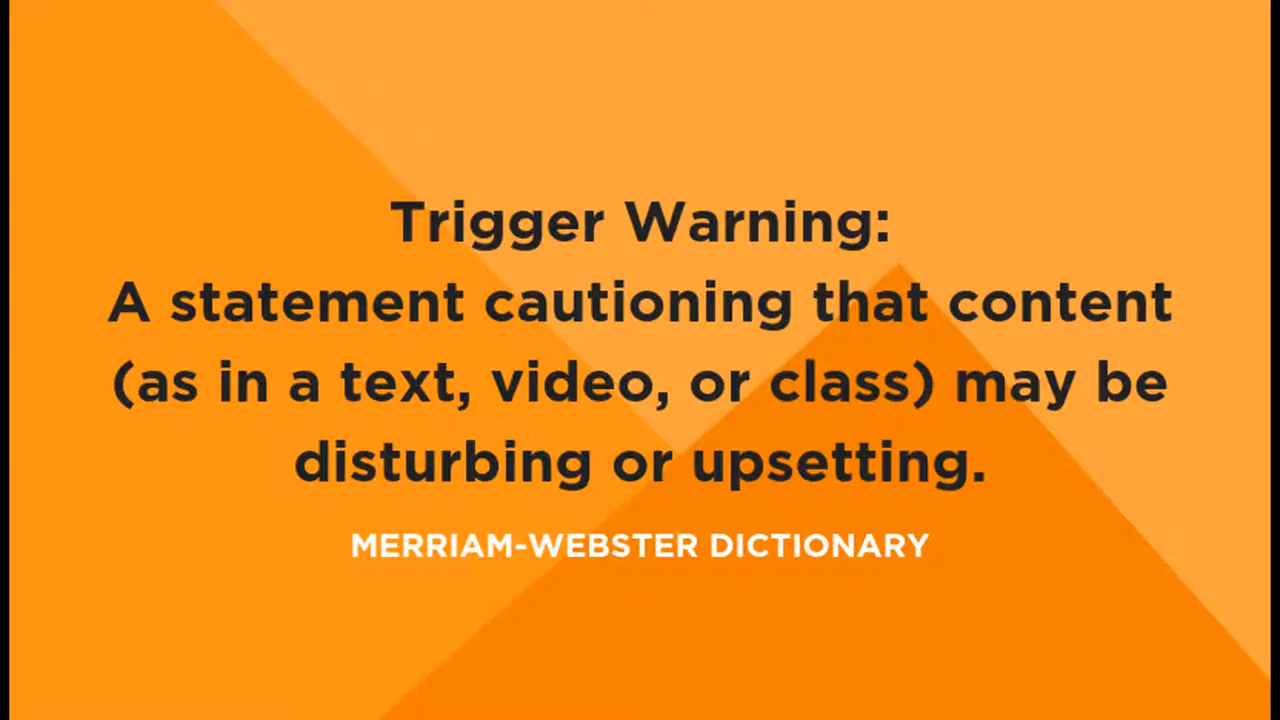 Trigger Warning:
A statement cautioning that content
(as in a text, video, or class) may be
disturbing or upsetting.
MERRIAM-WEBSTER DICTIONARY